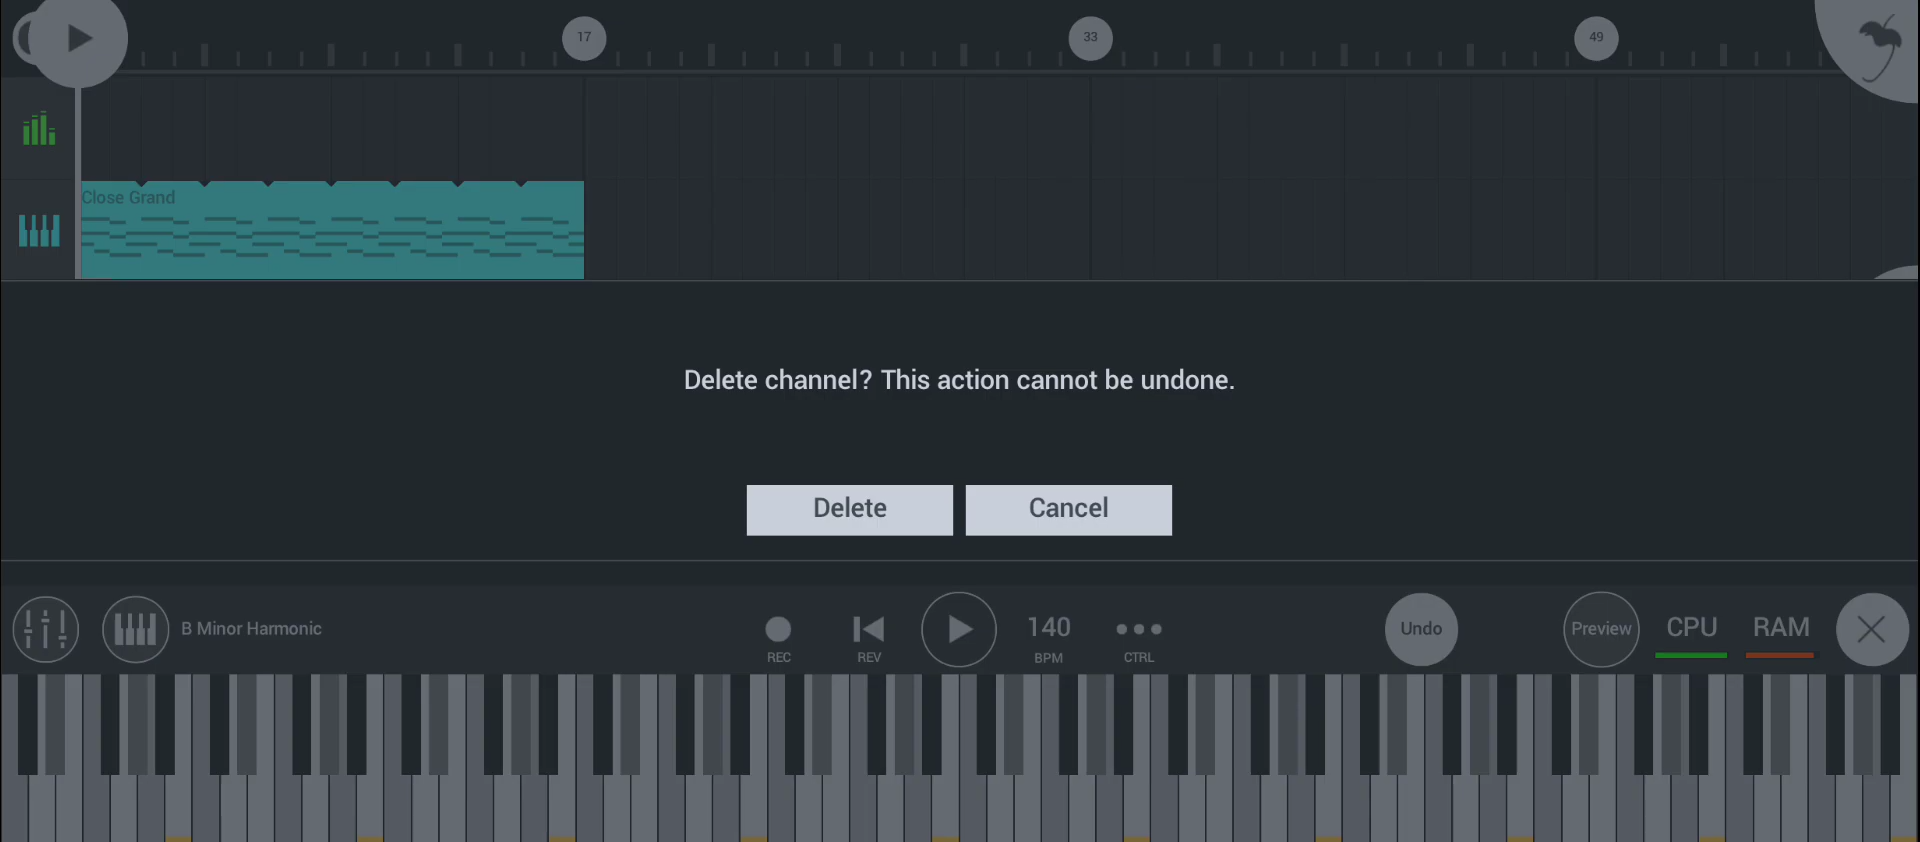 17
33
49
Close Grand
Delete channel? This action cannot be undone.
Delete
Cancel
B Minor Harmonic
REC
REV
140
BPM
CTRL
Undo
Preview
CPU
RAM